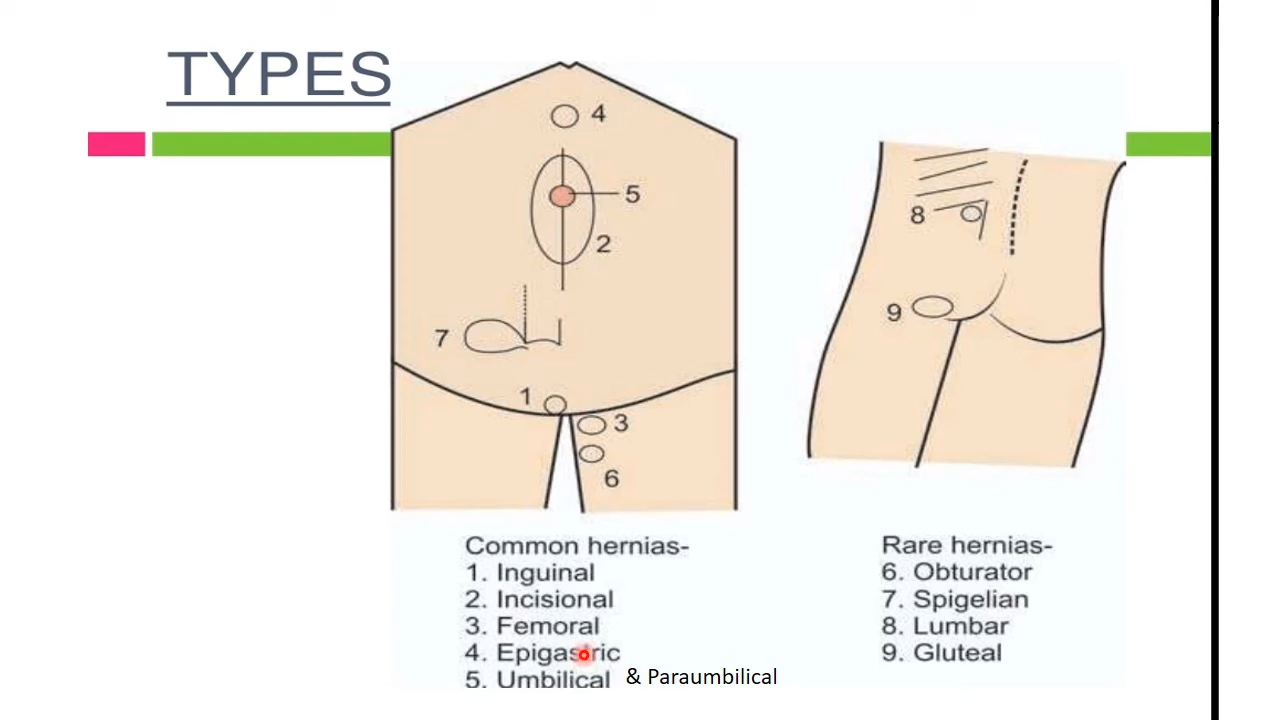 TYPES
4
5
2
7
1
3
6
8
9
Common hernias-
1. Inguinal
2. Incisional
3. Femoral
4. Epigastric
5. Umbilical & Paraumbilical
Rare hernias-
6. Obturator
7. Spigelian
8. Lumbar
9. Gluteal